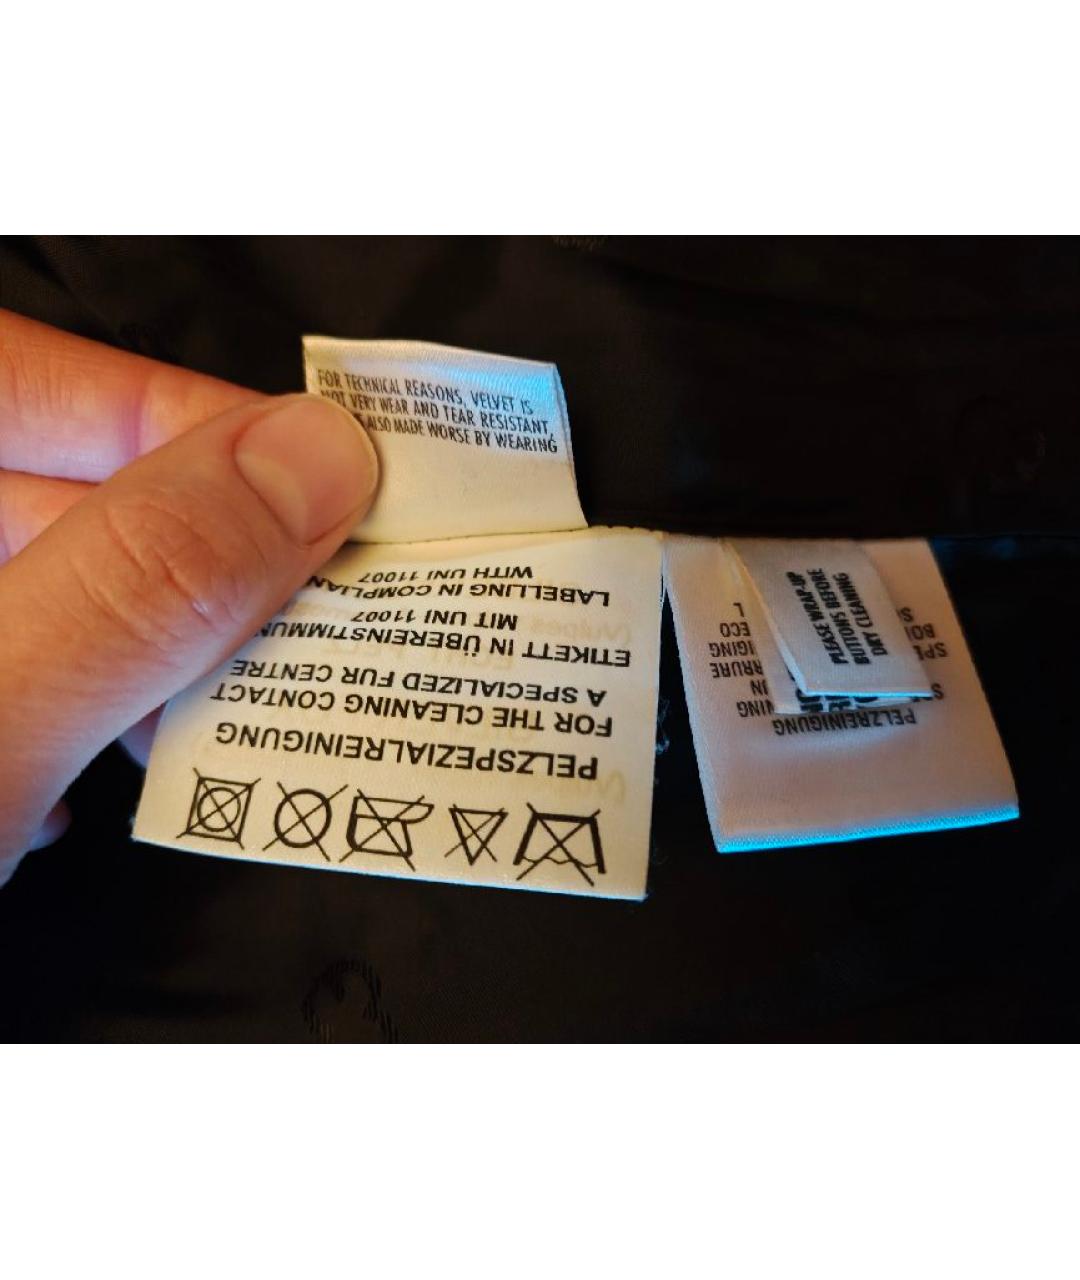 FOR TECHNICAL REASONS, VELVET IS
NOT VERY WEAR AND TEAR RESISTANT,
ALSO MADE WORSE BY WEARING
PELZSPEZIALREINIGUNG
FOR THE CLEANING CONTACT
A SPECIALIZED FUR CENTRE
ETIKETT IN ÜBEREINSTIMMUN
MIT UNI 11007
LABELLING IN COMPLIAN
WITH UNI 11007
PLEASE WRAP-UP
BUTTONS BEFORE
DRY CLEANING
PELZREINIGUNG